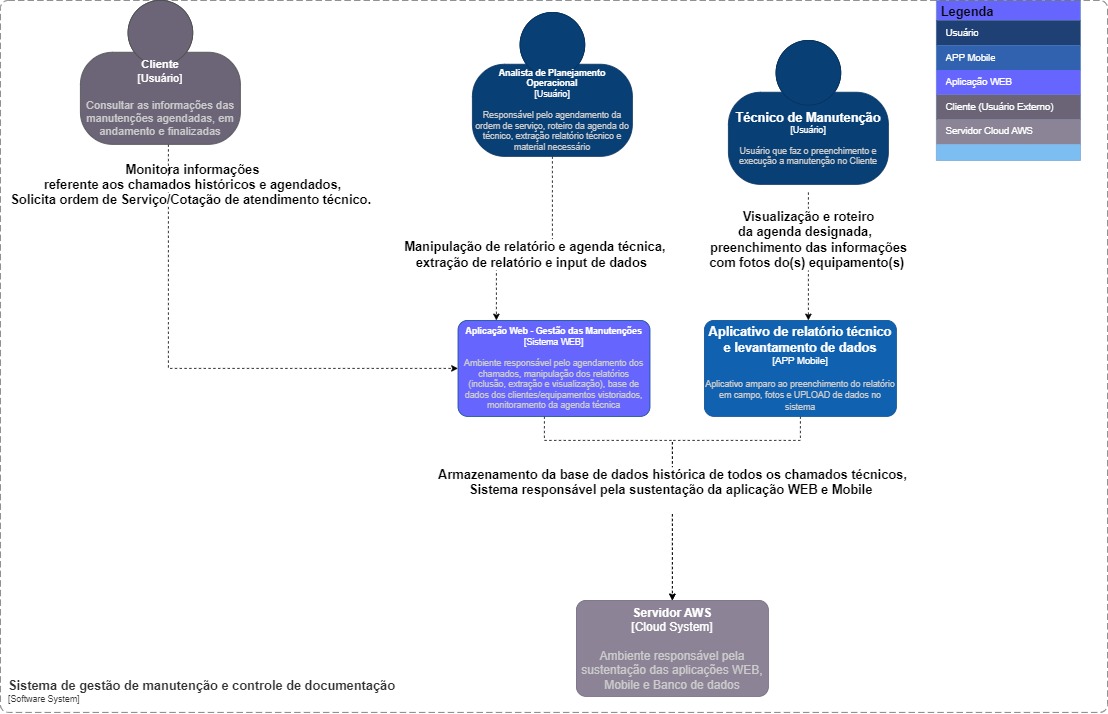 Cliente
[Usuário]
Consultar as informações das
manutenções agendadas, em
andamento e finalizadas
Analista de Planejamento
Operacional
[Usuário]
Responsável pelo agendamento da
ordem de serviço, roteiro da agenda do
técnico, extração relatório técnico e
material necessário
Técnico de Manutenção
[Usuário]
Usuário que faz o preenchimento e
execução a manutenção no Cliente
Legenda
Usuário
APP Mobile
Aplicação WEB
Cliente (Usuário Externo)
Servidor Cloud AWS
Monitora informações
referente aos chamados históricos e agendados,
Solicita ordem de Serviço/Cotação de atendimento técnico.
Manipulação de relatório e agenda técnica,
extração de relatório e input de dados
Visualização e roteiro
da agenda designada,
preenchimento das informações
com fotos do(s) equipamento(s)
Aplicação Web - Gestão das Manutenções
[Sistema WEB]
Ambiente responsável pelo agendamento dos
chamados, manipulação dos relatórios
(inclusão, extração e visualização), base de
dados dos clientes/equipamentos vistoriados,
monitoramento da agenda técnica
Aplicativo de relatório técnico
e levantamento de dados
[APP Mobile]
Aplicativo amparo ao preenchimento do relatório
em campo, fotos e UPLOAD de dados no
sistema
Armazenamento da base de dados histórica de todos os chamados técnicos,
Sistema responsável pela sustentação da aplicação WEB e Mobile
Servidor AWS
[Cloud System]
Ambiente responsável pela
sustentação das aplicações WEB,
Mobile e Banco de dados
Sistema de gestão de manutenção e controle de documentação
[Software System]